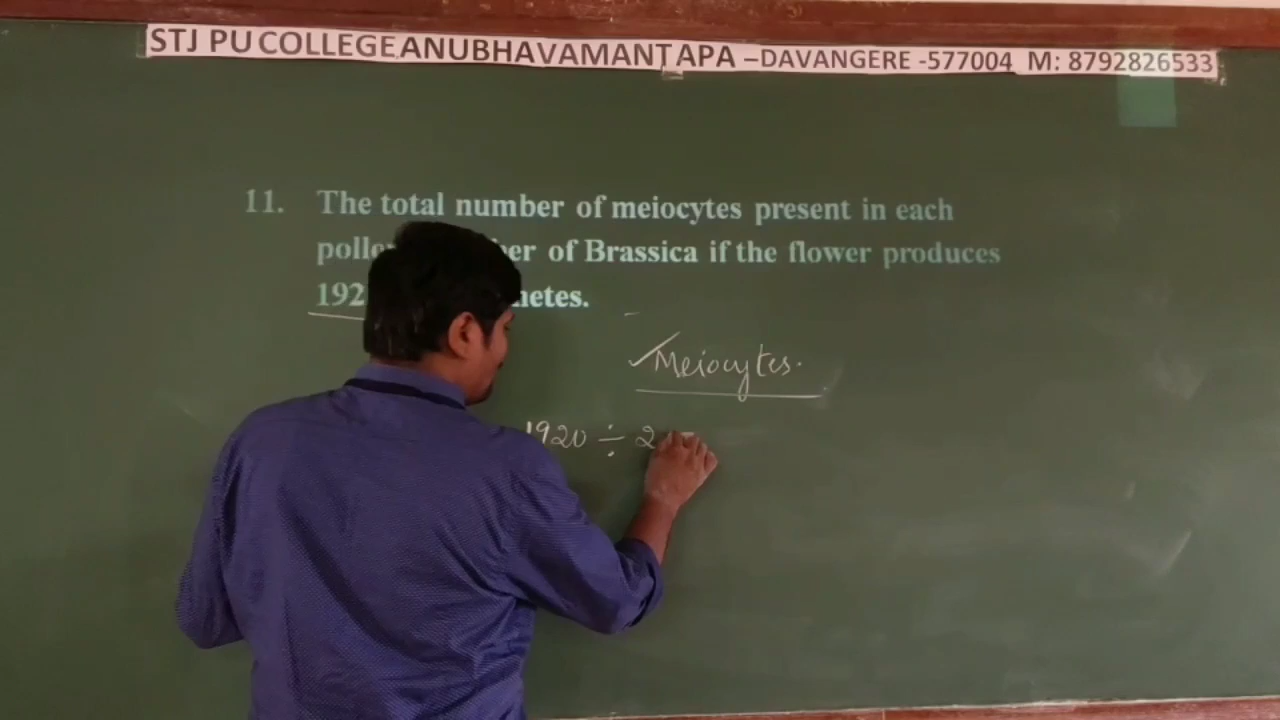 STJ PU COLLEGE ANUBHAVAMANTAPA –DAVANGERE -577004 M: 8792826533
11. The total number of meiocytes present in each
of Brassica if the flower produces
Meiocytes.
1920 ÷ 2